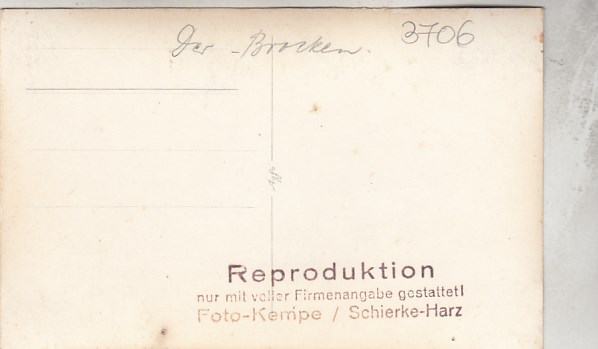 Der Brocken.
3706
Reproduktion
nur mit voller Firmenangabe gestattet!
Foto-Kempe / Schierke-Harz